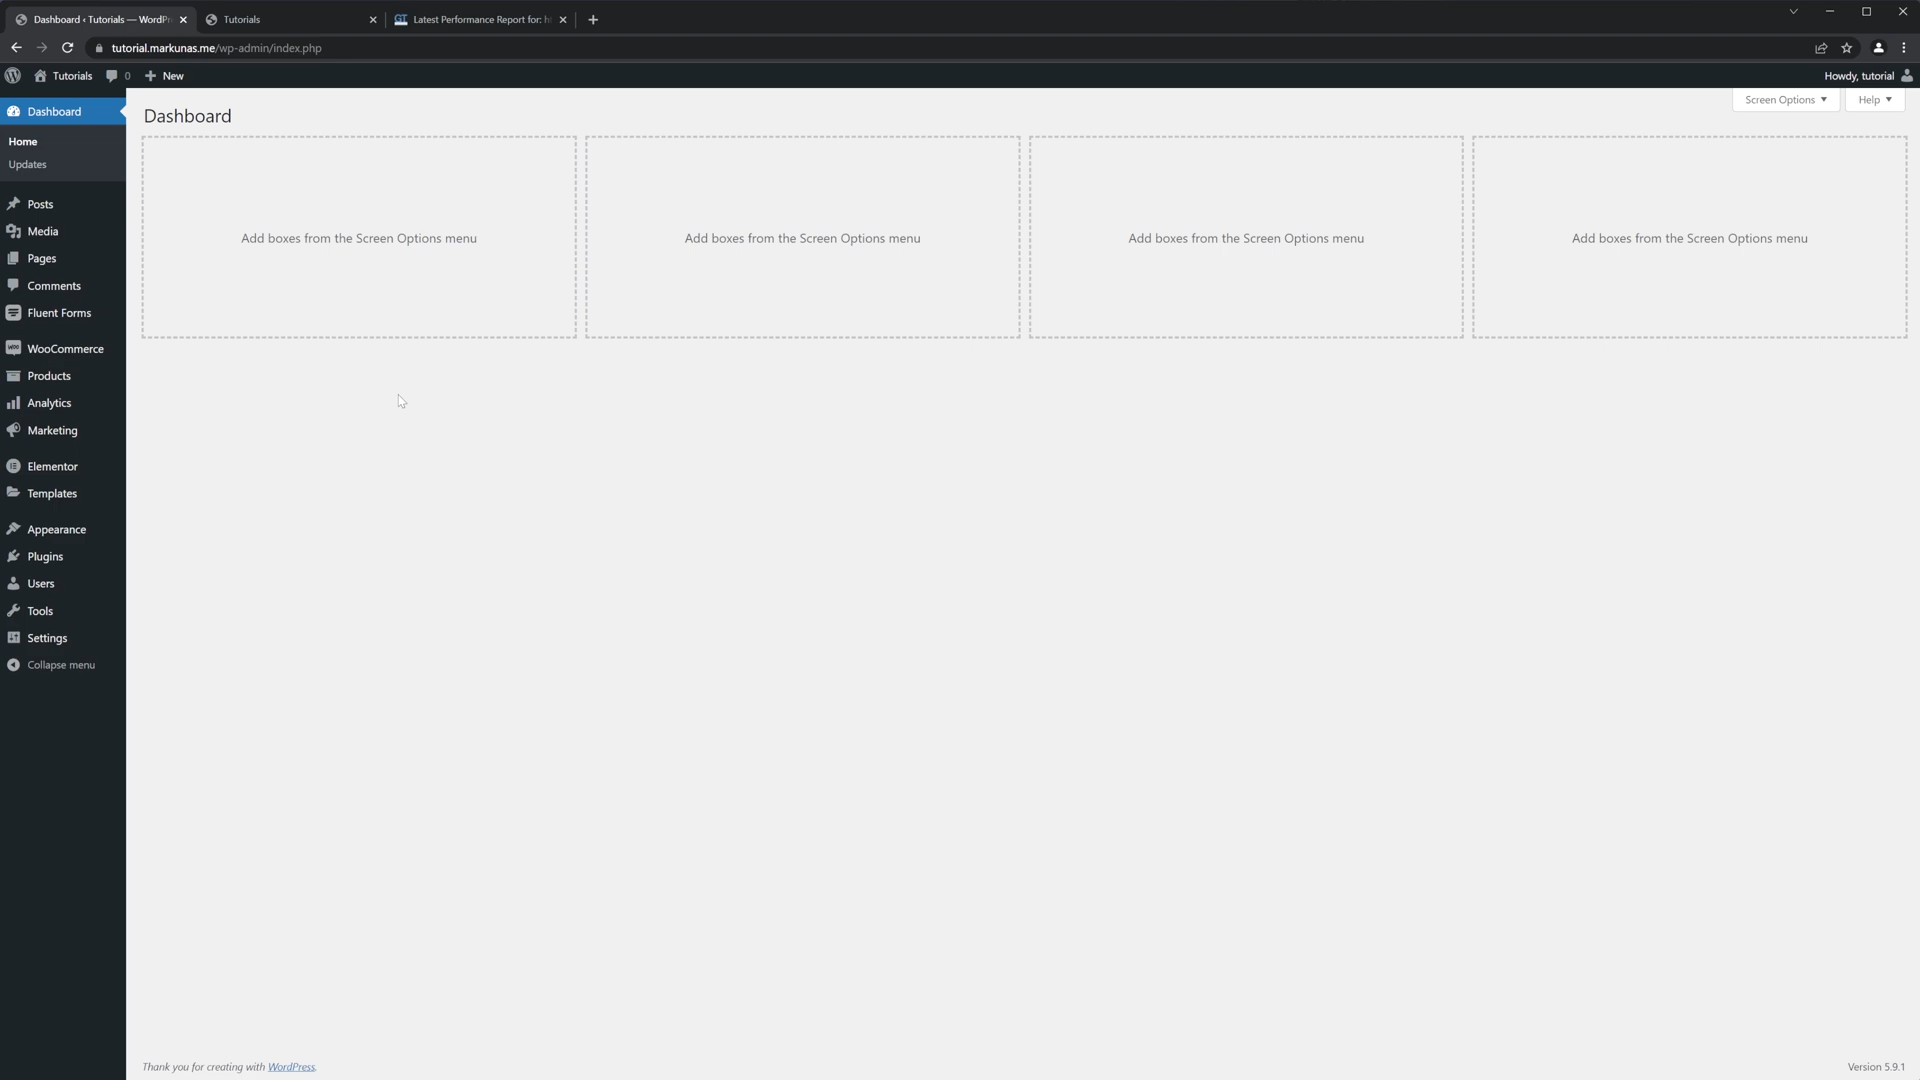 Dashboard ‹ Tutorials — WordPr
Tutorials
GT Latest Performance Report for: h
tutorial.markunas.me/wp-admin/index.php
Tutorials 0 New
Howdy, tutorial
Dashboard
Home
Updates
Posts
Media
Pages
Comments
Fluent Forms
WooCommerce
Products
Analytics
Marketing
Elementor
Templates
Appearance
Plugins
Users
Tools
Settings
Collapse menu
Screen Options
Help
Dashboard
Add boxes from the Screen Options menu
Add boxes from the Screen Options menu
Add boxes from the Screen Options menu
Add boxes from the Screen Options menu
Thank you for creating with WordPress.
Version 5.9.1